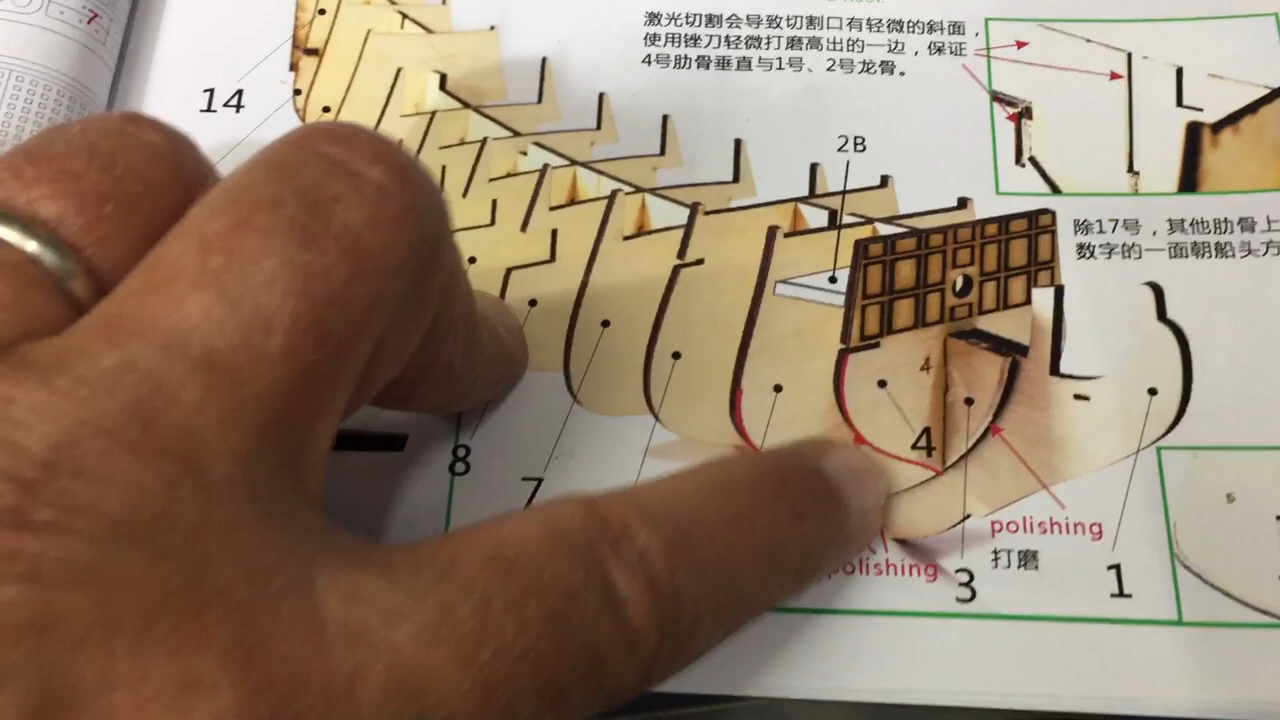 7
激光切割会导致切割口有轻微的斜面，
使用锉刀轻微打磨高出的一边，保证
4号肋骨垂直与1号、2号龙骨。
14
2B
除17号，其他肋骨上
数字的一面朝船头方
4
4
8
7
polishing
打磨
polishing
3
1
5